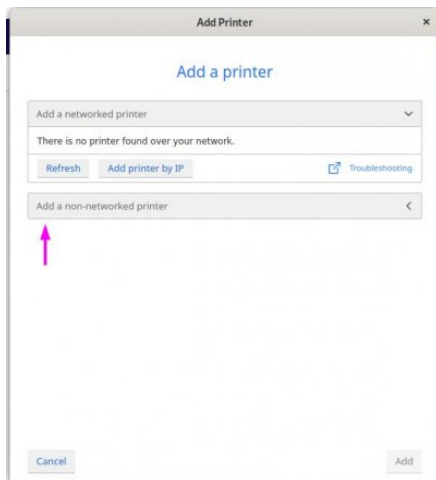 Add Printer
Add a printer
Add a networked printer
There is no printer found over your network.
Refresh Add printer by IP Troubleshooting
Add a non-networked printer
Cancel Add